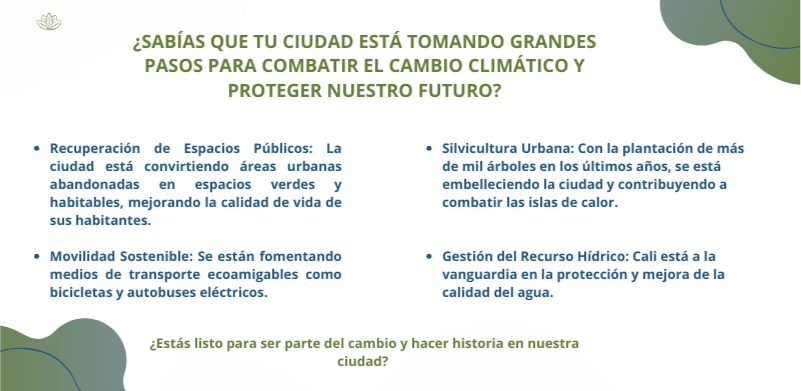 ¿SABÍAS QUE TU CIUDAD ESTÁ TOMANDO GRANDES
PASOS PARA COMBATIR EL CAMBIO CLIMÁTICO Y
PROTEGER NUESTRO FUTURO?
• Recuperación de Espacios Públicos: La
ciudad está convirtiendo áreas urbanas
abandonadas en espacios verdes y
habitables, mejorando la calidad de vida de
sus habitantes.
• Movilidad Sostenible: Se están fomentando
medios de transporte ecoamigables como
bicicletas y autobuses eléctricos.
• Silvicultura Urbana: Con la plantación de más
de mil árboles en los últimos años, se está
embelleciendo la ciudad y contribuyendo a
combatir las islas de calor.
• Gestión del Recurso Hídrico: Cali está a la
vanguardia en la protección y mejora de la
calidad del agua.
¿Estás listo para ser parte del cambio y hacer historia en nuestra
ciudad?